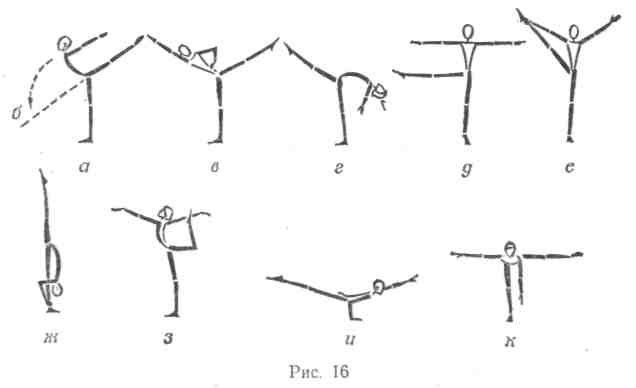 б
а в г д е
ж з и к
Рис. 16